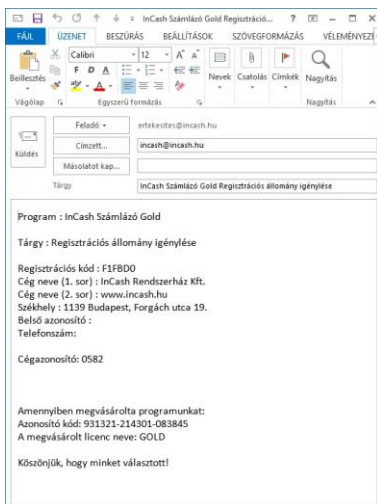 InCash Számlázó Gold Regisztráció... ?
FÁJL ÜZENET BESZÚRÁS BEÁLLÍTÁSOK SZÖVEGFORMÁZÁS VÉLEMÉNYEZÉ
Calibri 12 A A
F D A
Beillesztés Nevek Csatolás Címkék Nagyítás
Vágólap Egyszerű formázás Nagyítás
Feladó ertekesites@incash.hu
Címzett... incash@incash.hu
Küldés
Másolatot kap...
Tárgy InCash Számlázó Gold Regisztrációs állomány igénylése
Program : InCash Számlázó Gold
Tárgy : Regisztrációs állomány igénylése
Regisztrációs kód : F1FBD0
Cég neve (1. sor) : InCash Rendszerház Kft.
Cég neve (2. sor) : www.incash.hu
Székhely : 1139 Budapest, Forgách utca 19.
Belső azonosító :
Telefonszám:
Cégazonosító: 0582
Amennyiben megvásárolta programunkat:
Azonosító kód: 931321-214301-083845
A megvásárolt licenc neve: GOLD
Köszönjük, hogy minket választott!